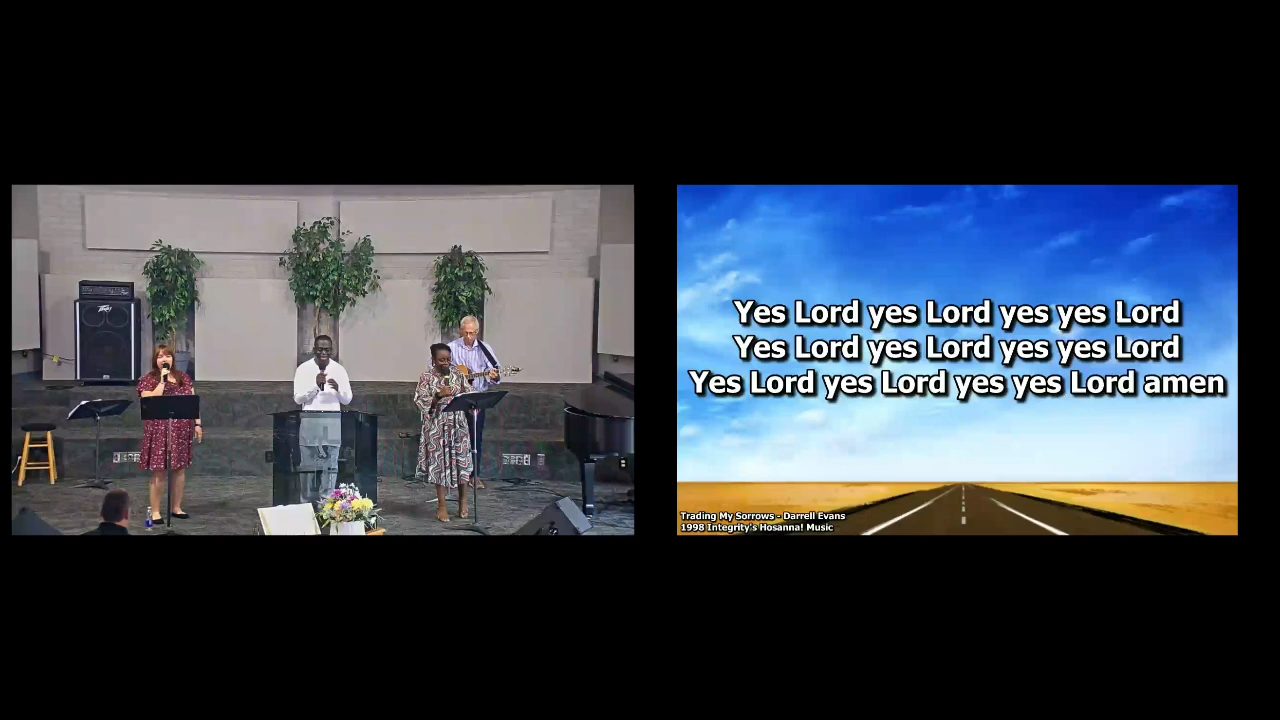 PEAVEY
Yes Lord yes Lord yes yes Lord
Yes Lord yes Lord yes yes Lord
Yes Lord yes Lord yes yes Lord amen
Trading My Sorrows - Darrell Evans
1998 Integrity's Hosanna! Music